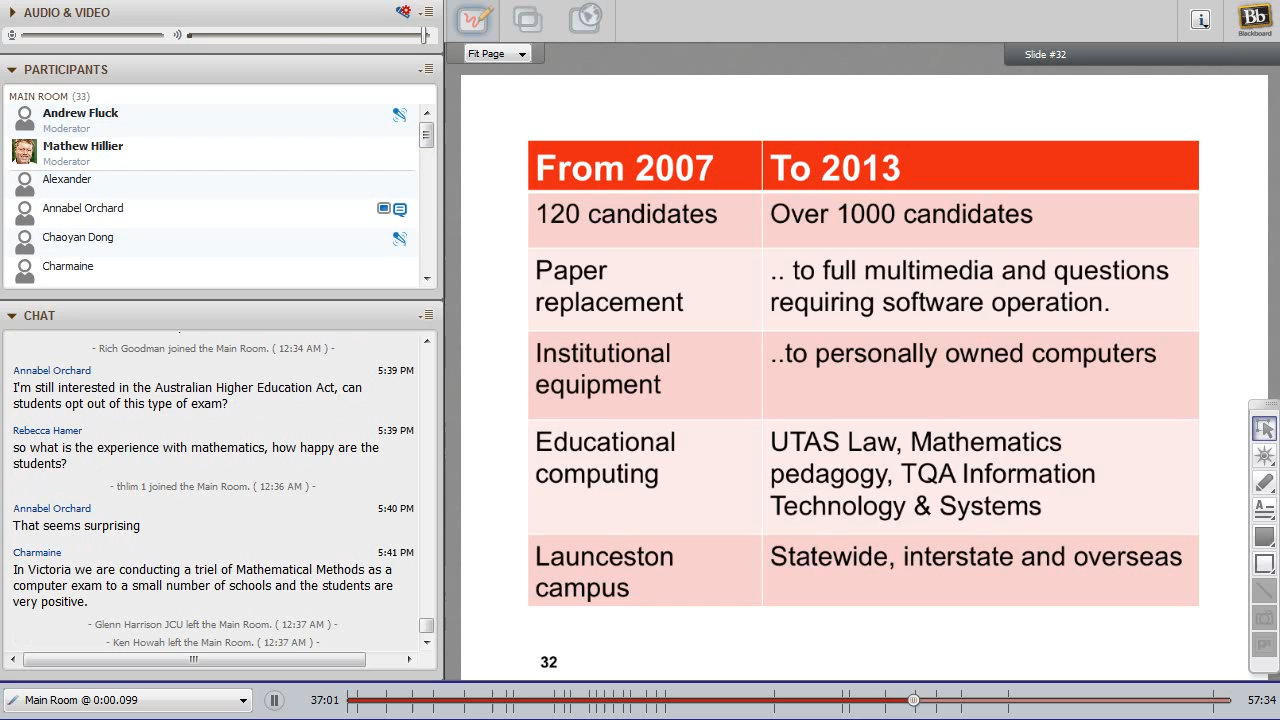 AUDIO & VIDEO
PARTICIPANTS
MAIN ROOM (33)
Andrew Fluck
Moderator
Mathew Hillier
Moderator
Alexander
Annabel Orchard
Chaoyan Dong
Charmaine
CHAT
- Rich Goodman joined the Main Room. ( 12:34 AM ) -
Annabel Orchard 5:39 PM
I'm still interested in the Australian Higher Education Act, can
students opt out of this type of exam?
Rebecca Hamer 5:39 PM
so what is the experience with mathematics, how happy are the
students?
- thlim 1 joined the Main Room. ( 12:36 AM ) -
Annabel Orchard 5:40 PM
That seems surprising
Charmaine 5:41 PM
In Victoria we are conducting a triel of Mathematical Methods as a
computer exam to a small number of schools and the students are
very positive.
- Glenn Harrison JCU left the Main Room. ( 12:37 AM ) -
- Ken Howah left the Main Room. ( 12:37 AM ) -
Main Room @ 0:00.099
37:01
57:34
Fit Page
Slide #32
Bb
Blackboard
From 2007 To 2013
120 candidates Over 1000 candidates
Paper .. to full multimedia and questions
replacement requiring software operation.
Institutional ..to personally owned computers
equipment
Educational UTAS Law, Mathematics
computing pedagogy, TQA Information
Technology & Systems
Launceston Statewide, interstate and overseas
campus
32